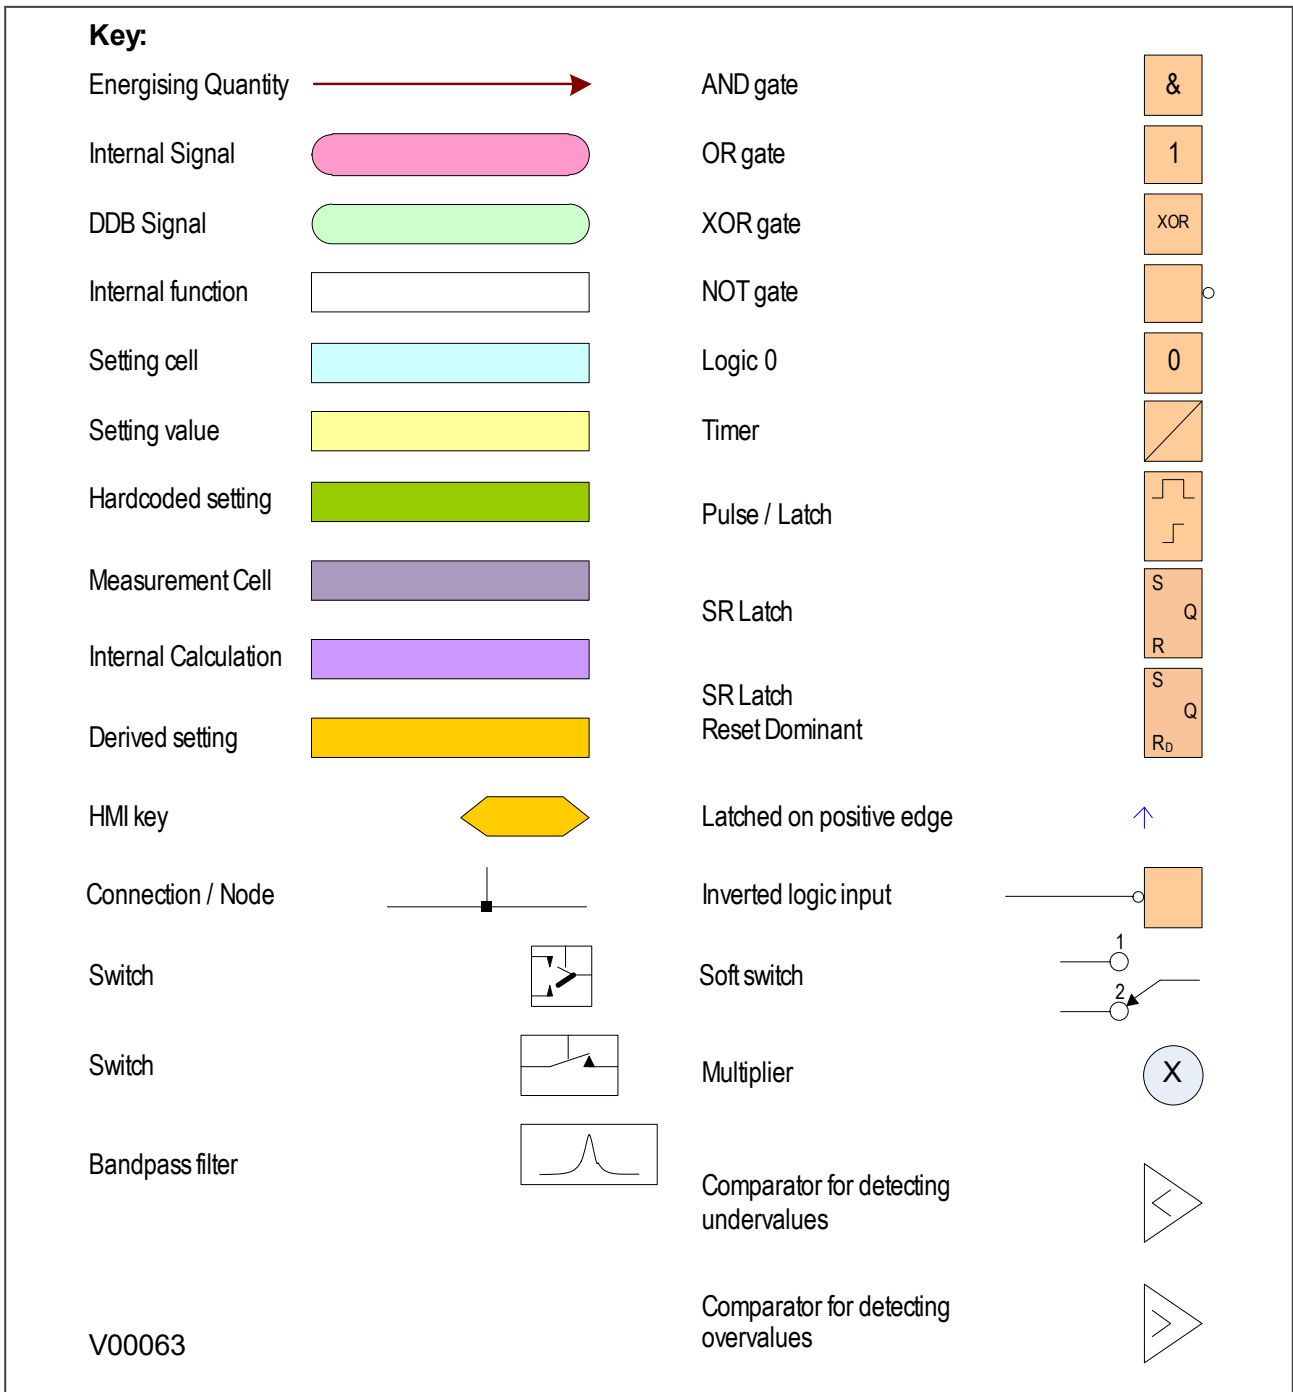 Key:
Energising Quantity
Internal Signal
DDB Signal
Internal function
Setting cell
Setting value
Hardcoded setting
Measurement Cell
Internal Calculation
Derived setting
HMI key
Connection / Node
Switch
Switch
Bandpass filter
V00063
AND gate
&
OR gate
1
XOR gate
XOR
NOT gate
Logic 0
0
Timer
Pulse / Latch
SR Latch
S
Q
R
SR Latch
Reset Dominant
S
Q
RD
Latched on positive edge
Inverted logic input
Soft switch
1
2
Multiplier
X
Comparator for detecting
undervalues
<
Comparator for detecting
overvalues
>